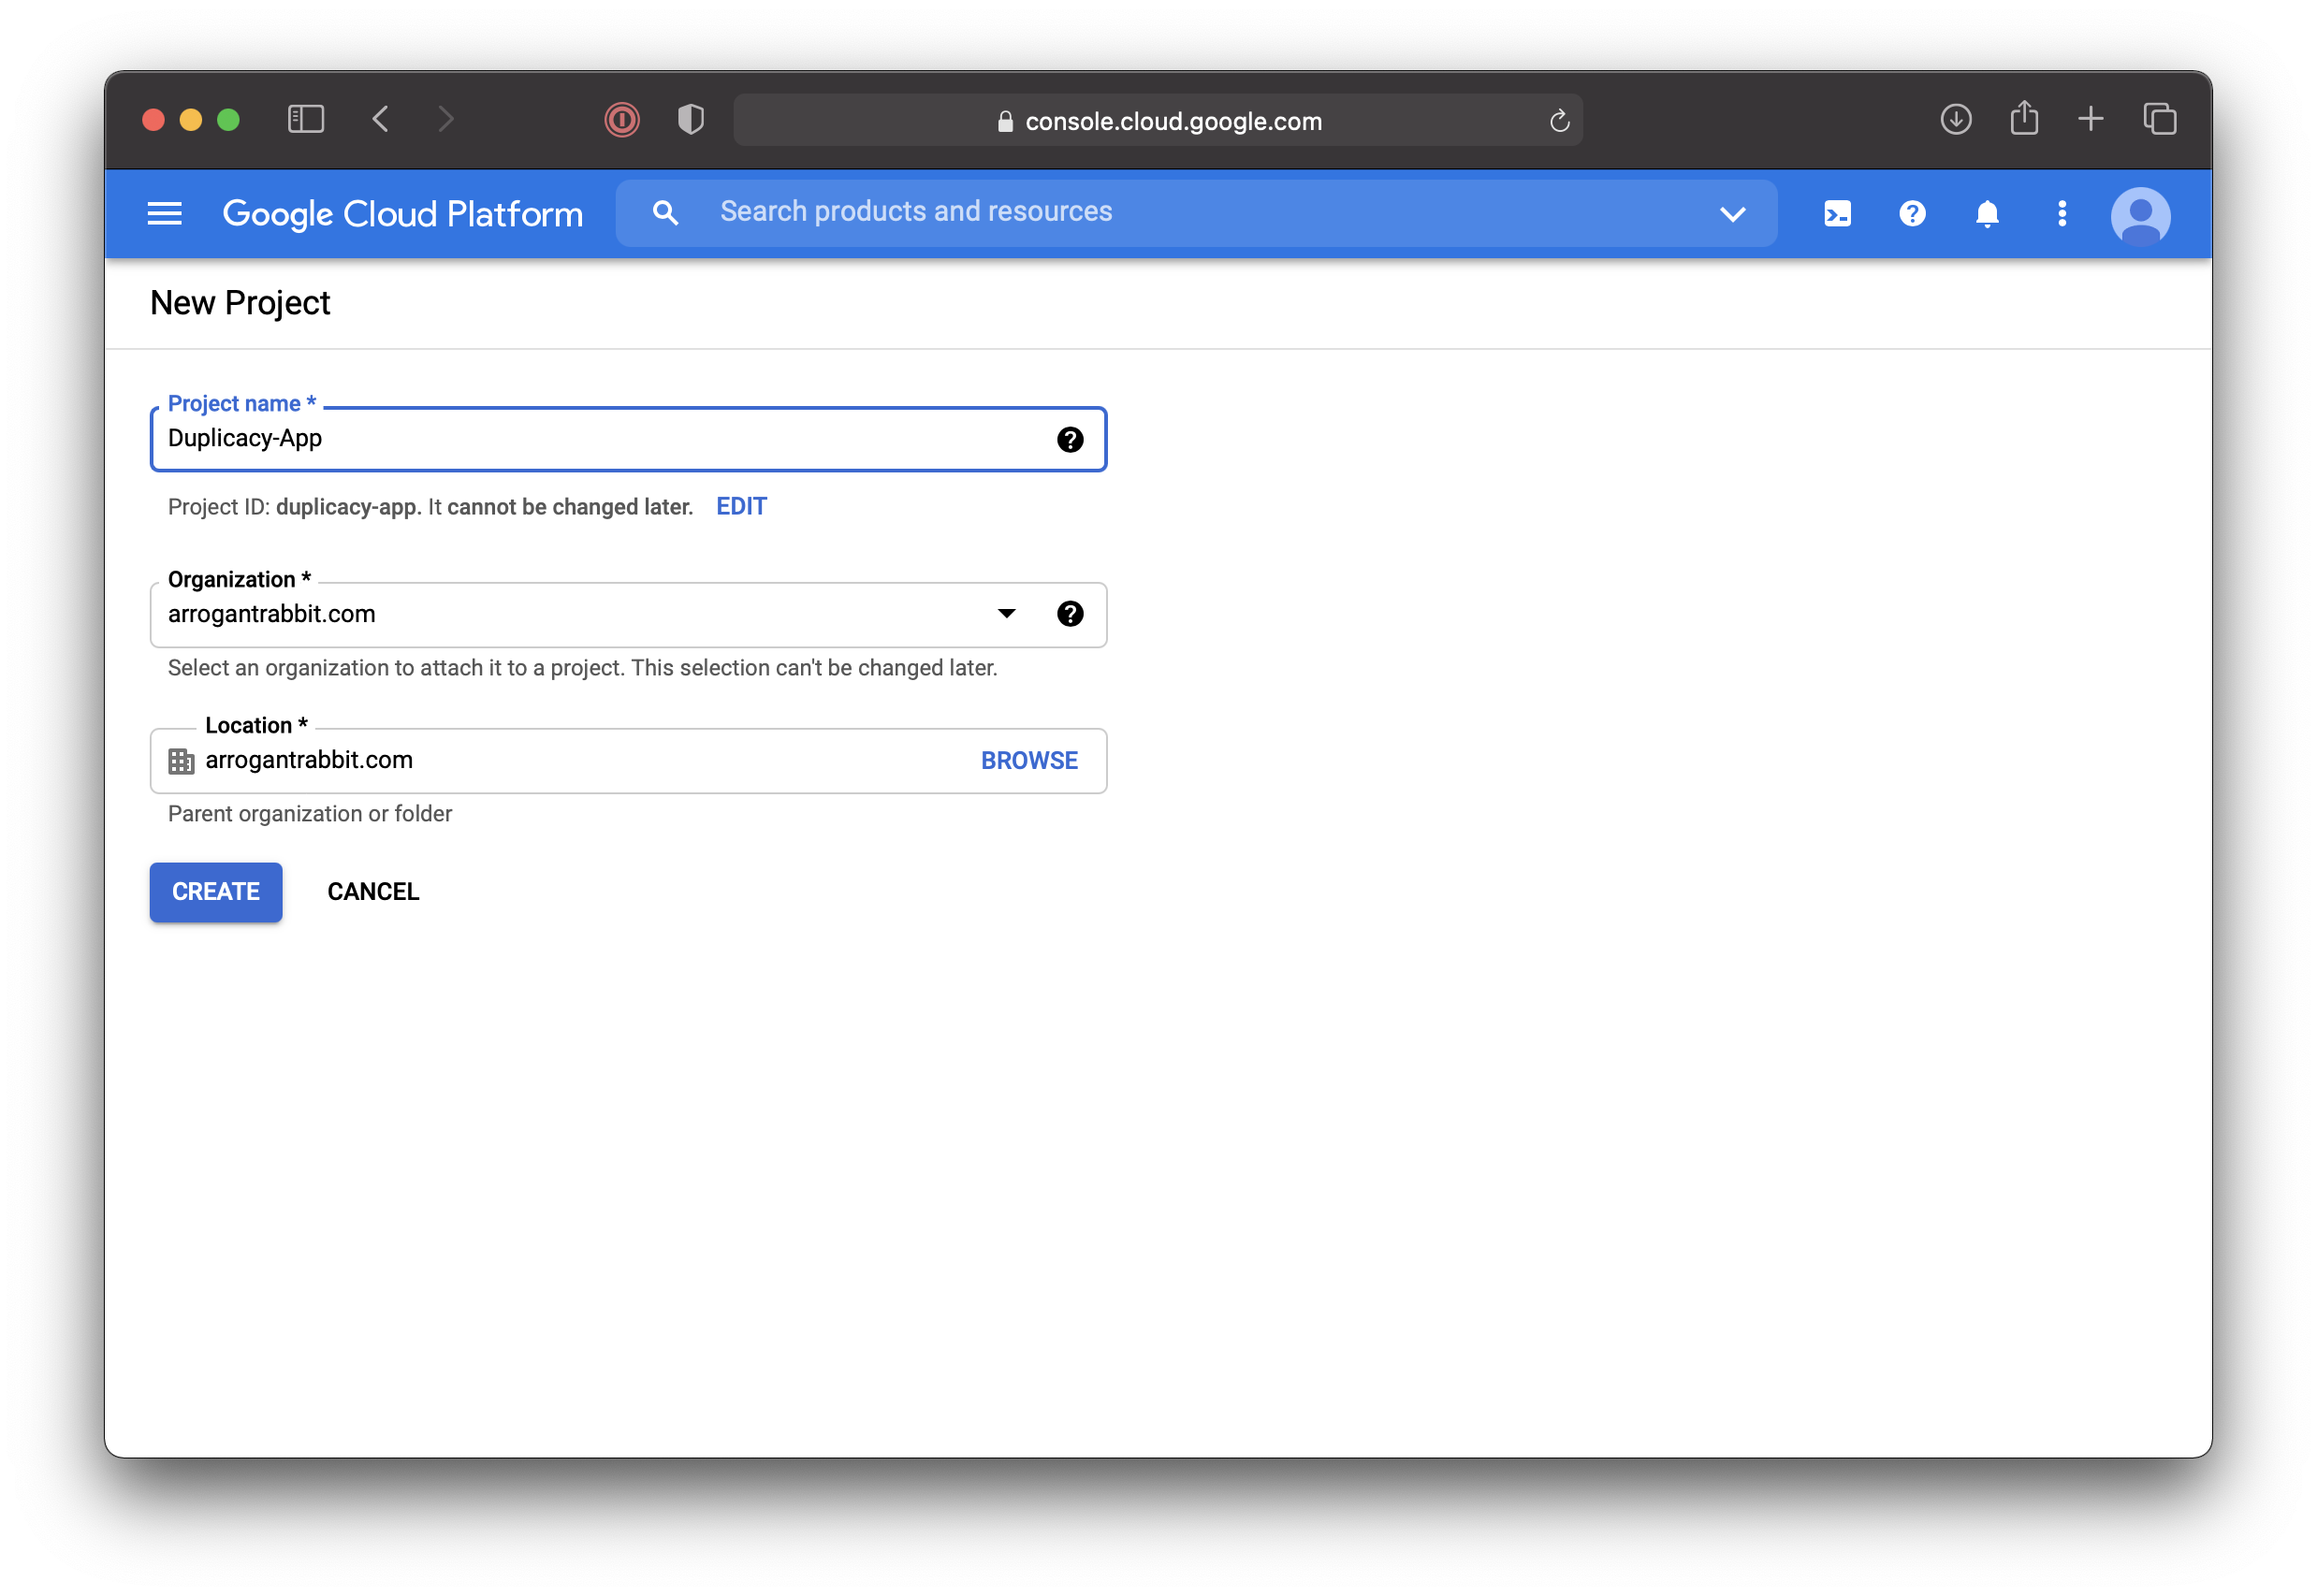 console.cloud.google.com
Google Cloud Platform
Search products and resources
New Project
Project name *
Duplicacy-App
Project ID: duplicacy-app. It cannot be changed later. EDIT
Organization *
arrogantrabbit.com
Select an organization to attach it to a project. This selection can't be changed later.
Location *
arrogantrabbit.com BROWSE
Parent organization or folder
CREATE CANCEL